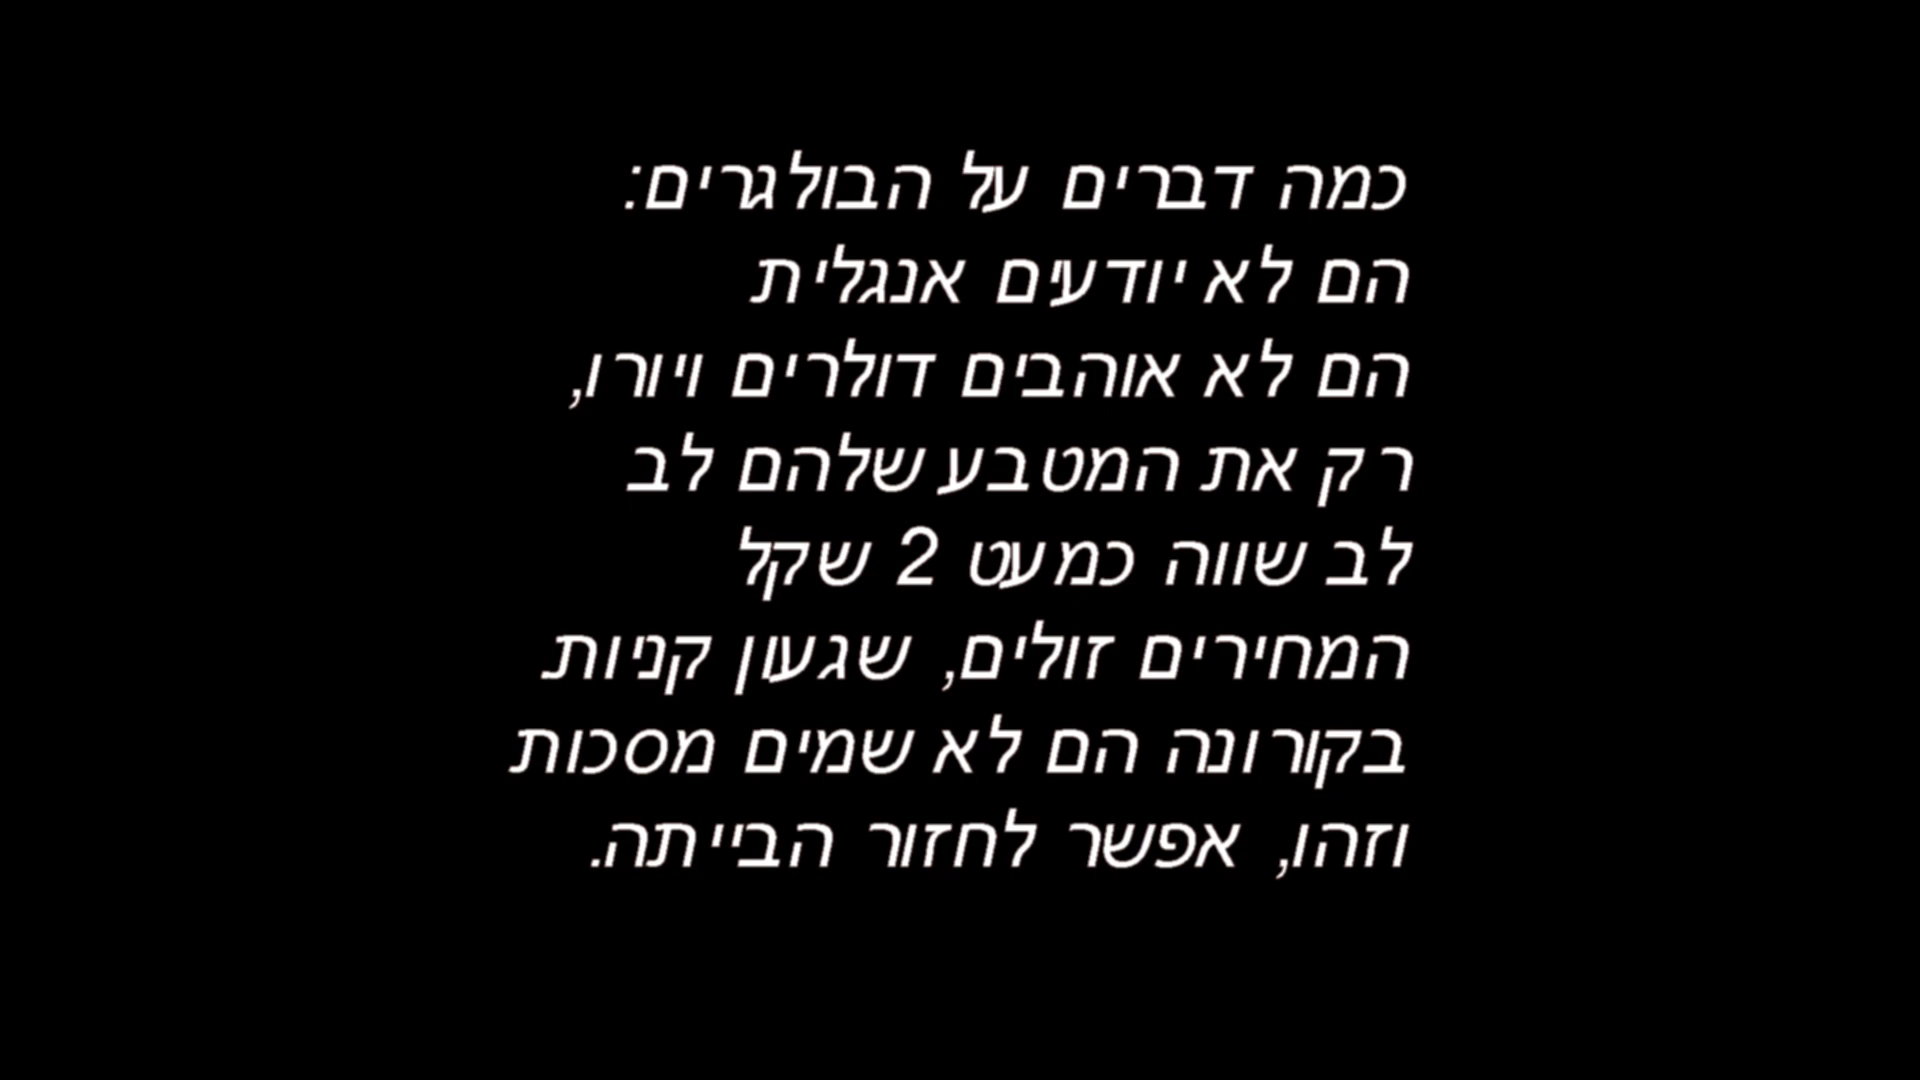 כמה דברים על הבולגרים:
הם לא יודעים אנגלית
הם לא אוהבים דולרים ויורו,
רק את המטבע שלהם לב
לב שווה כמעט 2 שקל
המחירים זולים, שגעון קניות
בקורונה הם לא שמים מסכות
וזהו, אפשר לחזור הבייתה.